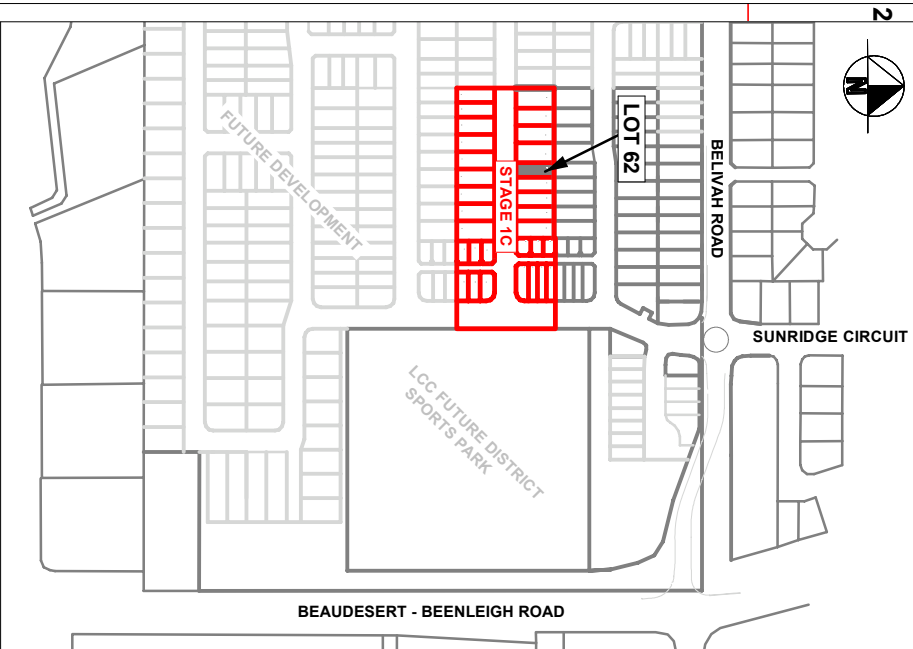 2
N
LOT 62
BELIVAH ROAD
FUTURE DEVELOPMENT
STAGE 1C
SUNRIDGE CIRCUIT
LCC FUTURE DISTRICT
SPORTS PARK
BEAUDESERT - BEENLEIGH ROAD